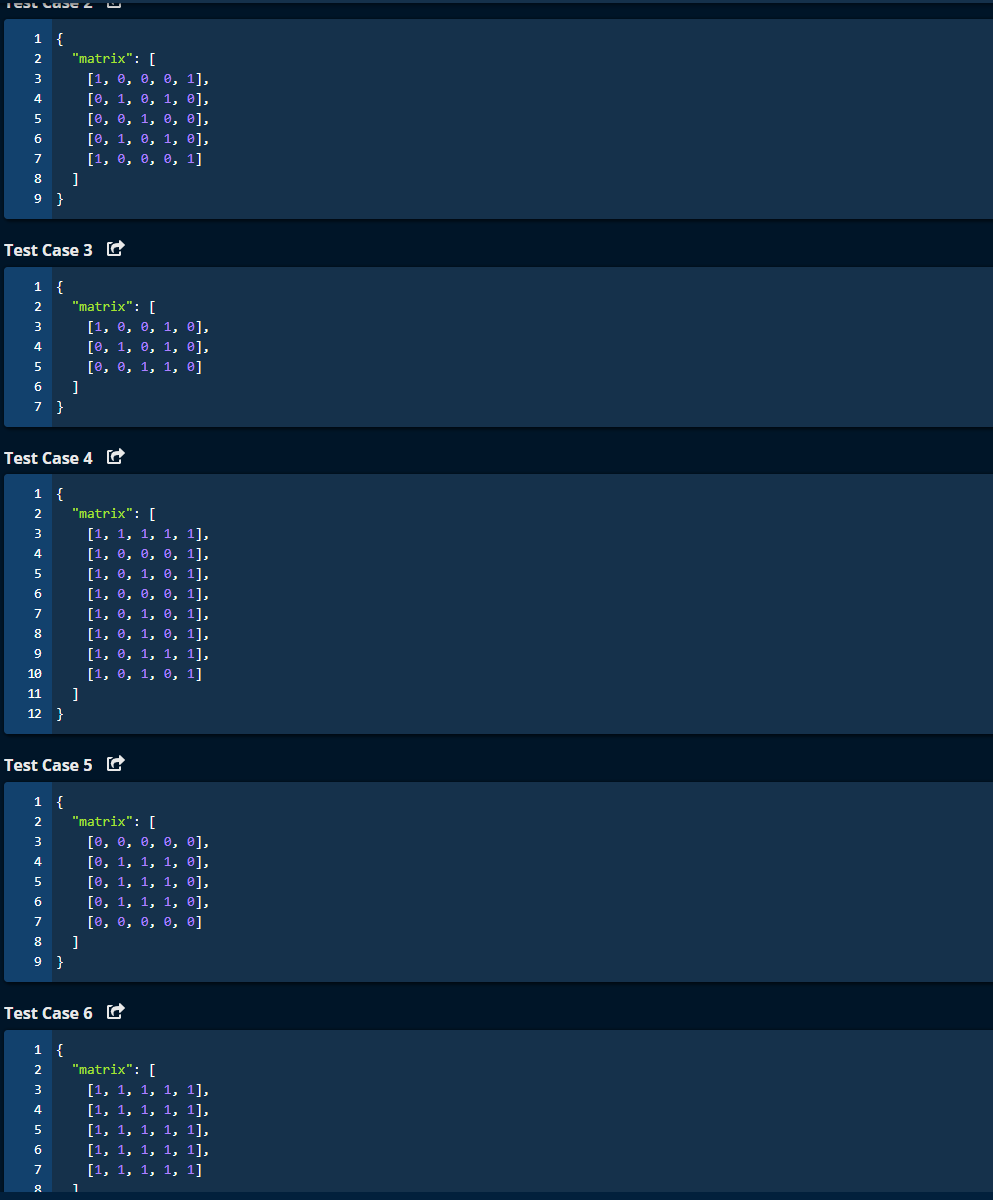 Test Case 2
1 {
2 "matrix": [
3 [1, 0, 0, 0, 1],
4 [0, 1, 0, 1, 0],
5 [0, 0, 1, 0, 0],
6 [0, 1, 0, 1, 0],
7 [1, 0, 0, 0, 1]
8 ]
9 }
Test Case 3
1 {
2 "matrix": [
3 [1, 0, 0, 1, 0],
4 [0, 1, 0, 1, 0],
5 [0, 0, 1, 1, 0]
6 ]
7 }
Test Case 4
1 {
2 "matrix": [
3 [1, 1, 1, 1, 1],
4 [1, 0, 0, 0, 1],
5 [1, 0, 1, 0, 1],
6 [1, 0, 0, 0, 1],
7 [1, 0, 1, 0, 1],
8 [1, 0, 1, 0, 1],
9 [1, 0, 1, 1, 1],
10 [1, 0, 1, 0, 1]
11 ]
12 }
Test Case 5
1 {
2 "matrix": [
3 [0, 0, 0, 0, 0],
4 [0, 1, 1, 1, 0],
5 [0, 1, 1, 1, 0],
6 [0, 1, 1, 1, 0],
7 [0, 0, 0, 0, 0]
8 ]
9 }
Test Case 6
1 {
2 "matrix": [
3 [1, 1, 1, 1, 1],
4 [1, 1, 1, 1, 1],
5 [1, 1, 1, 1, 1],
6 [1, 1, 1, 1, 1],
7 [1, 1, 1, 1, 1]
8 ]